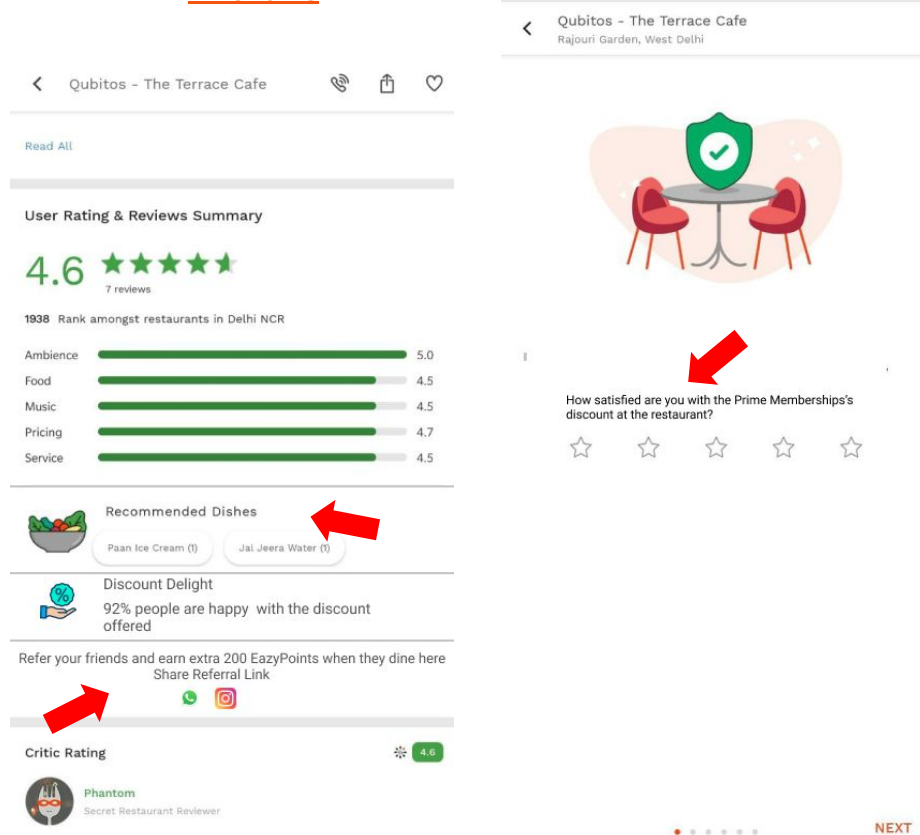 Qubitos - The Terrace Cafe
Read All
User Rating & Reviews Summary
4.6
7 reviews
1938 Rank amongst restaurants in Delhi NCR
Ambience 5.0
Food 4.5
Music 4.5
Pricing 4.7
Service 4.5
Recommended Dishes
Paan Ice Cream (1) Jal Jeera Water (1)
Discount Delight
92% people are happy with the discount
offered
Refer your friends and earn extra 200 EazyPoints when they dine here
Share Referral Link
Critic Rating 4.6
Phantom
Secret Restaurant Reviewer
Qubitos - The Terrace Cafe
Rajouri Garden, West Delhi
How satisfied are you with the Prime Memberships's
discount at the restaurant?
NEXT